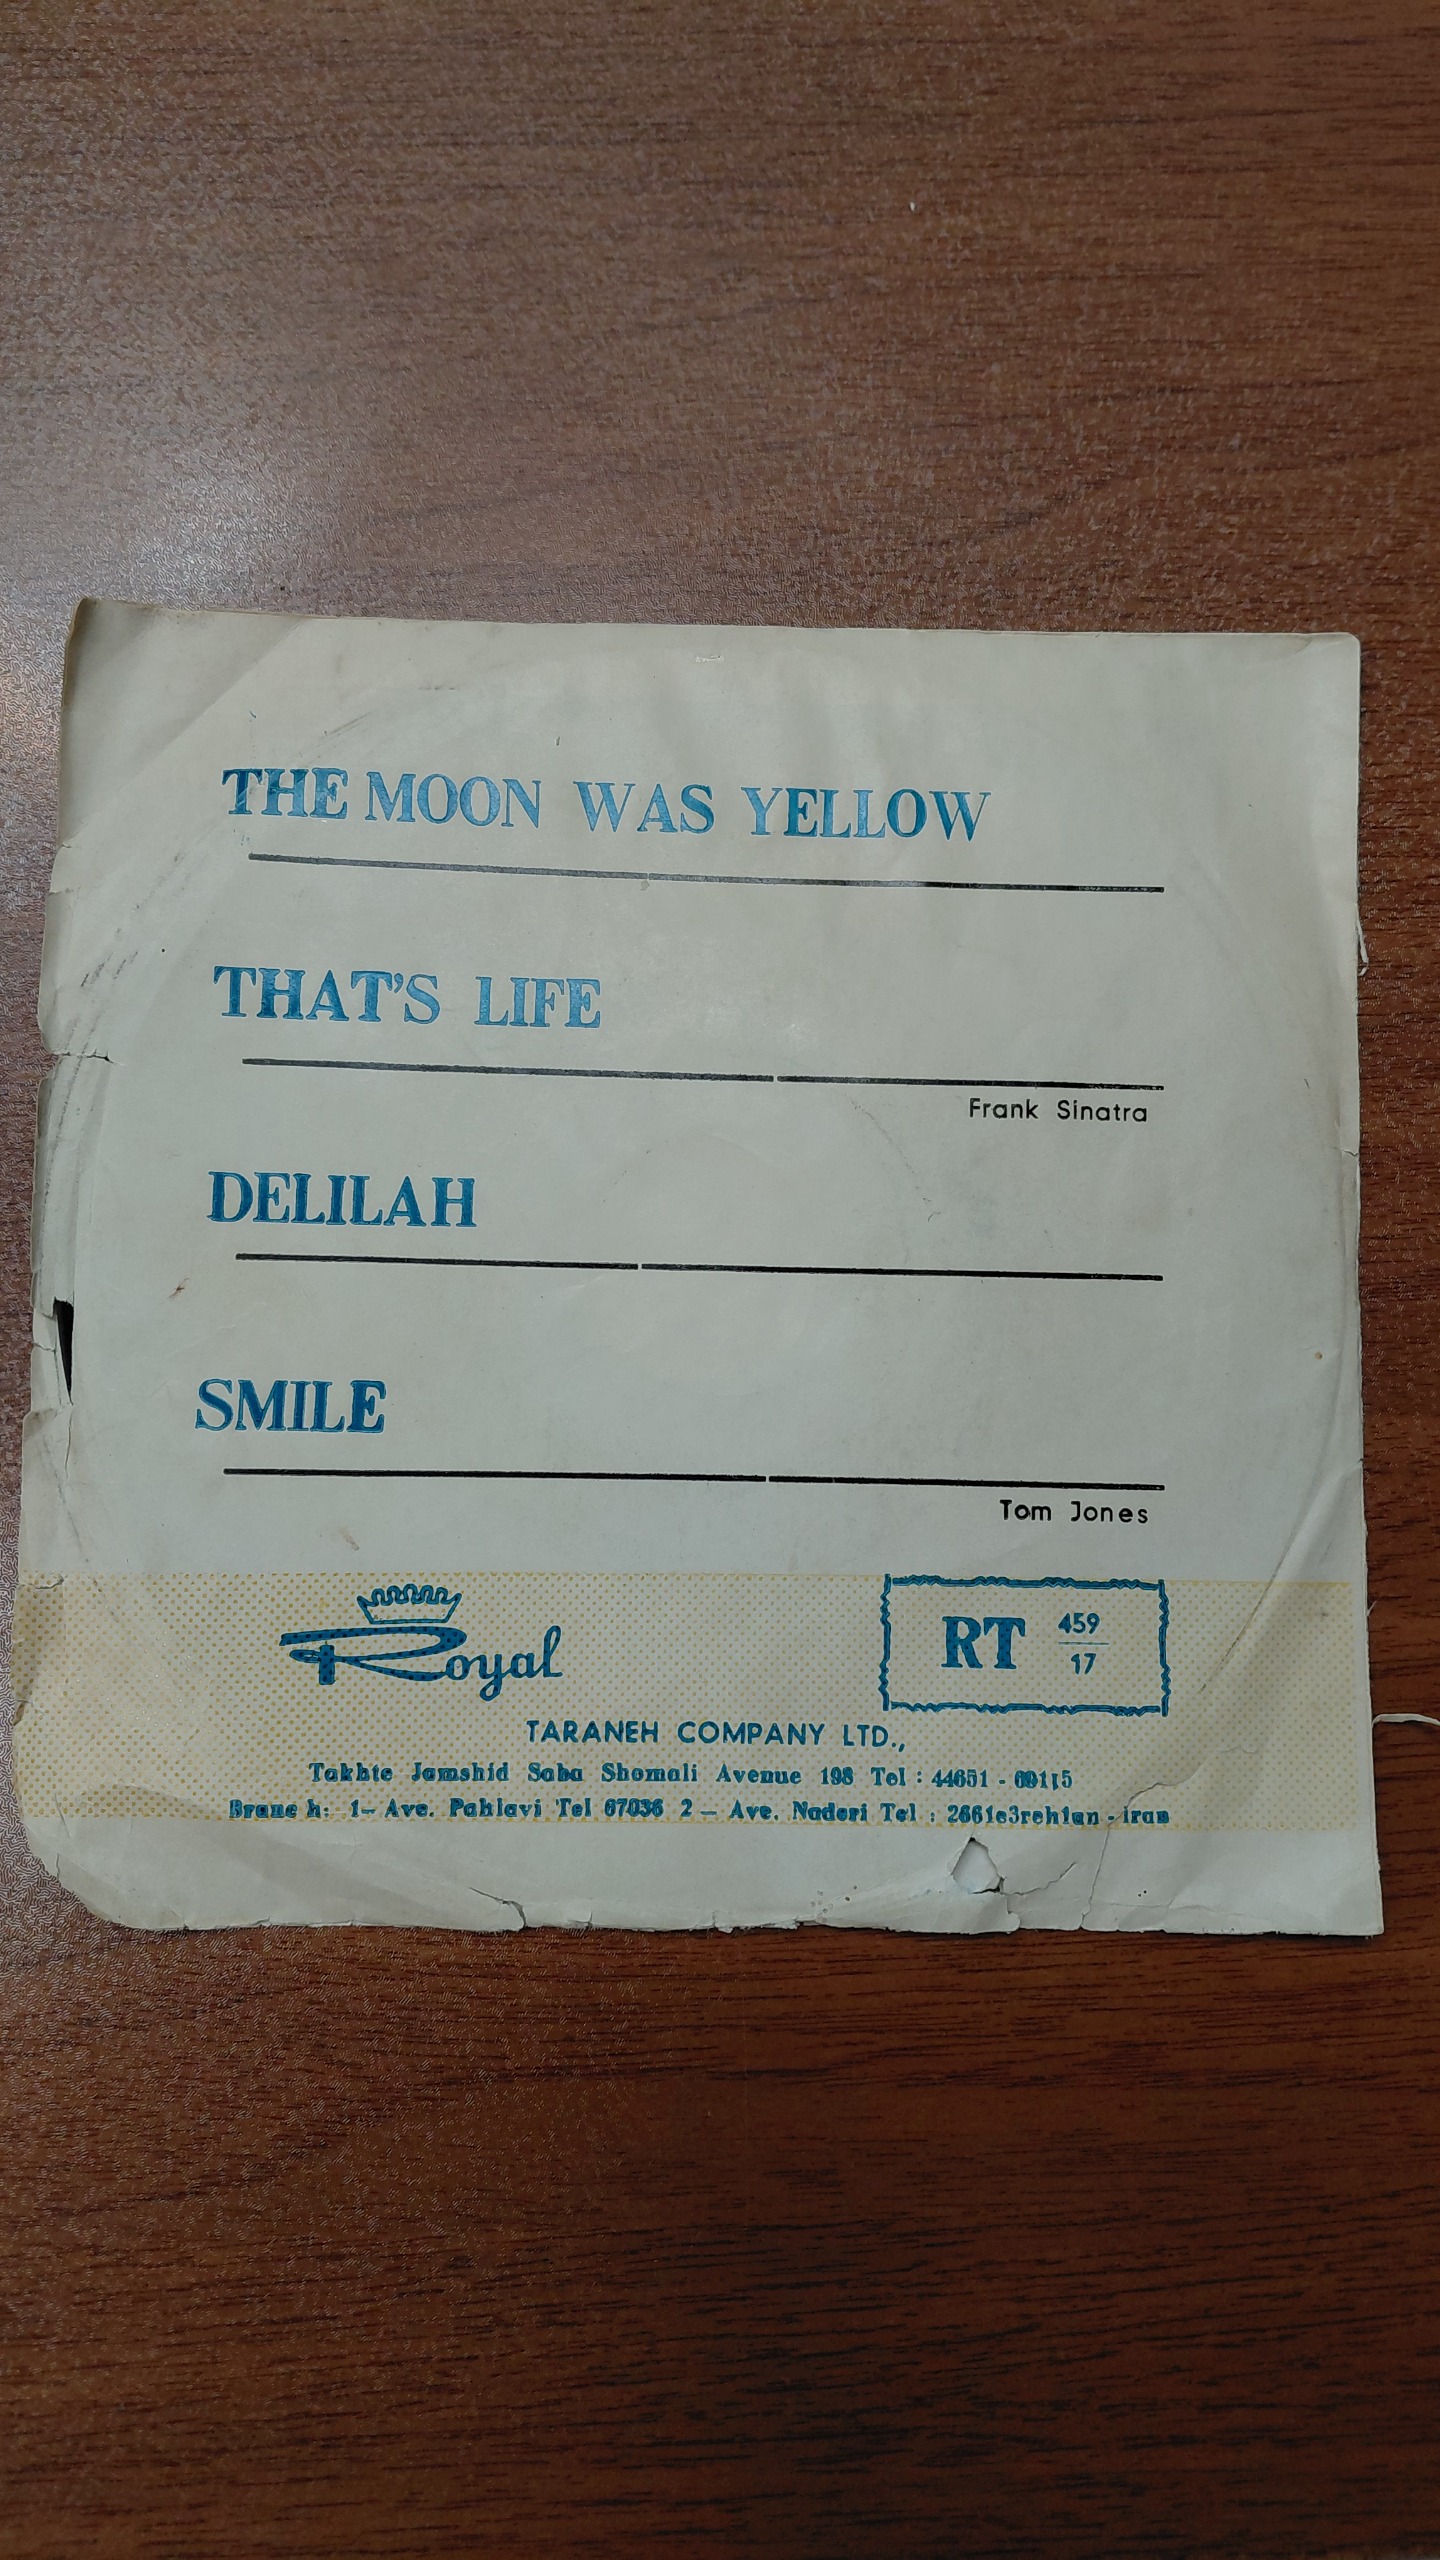 THE MOON WAS YELLOW
THAT'S LIFE
Frank Sinatra
DELILAH
SMILE
Tom Jones
Royal
RT 459
17
TARANEH COMPANY LTD.,
Takhte Jamshid Saba Shomali Avenue 198 Tel : 44651 - 69115
Brane h: 1- Ave. Pahlavi Tel 67036 2 - Ave. Naderi Tel : 2661e3rehlan - iran